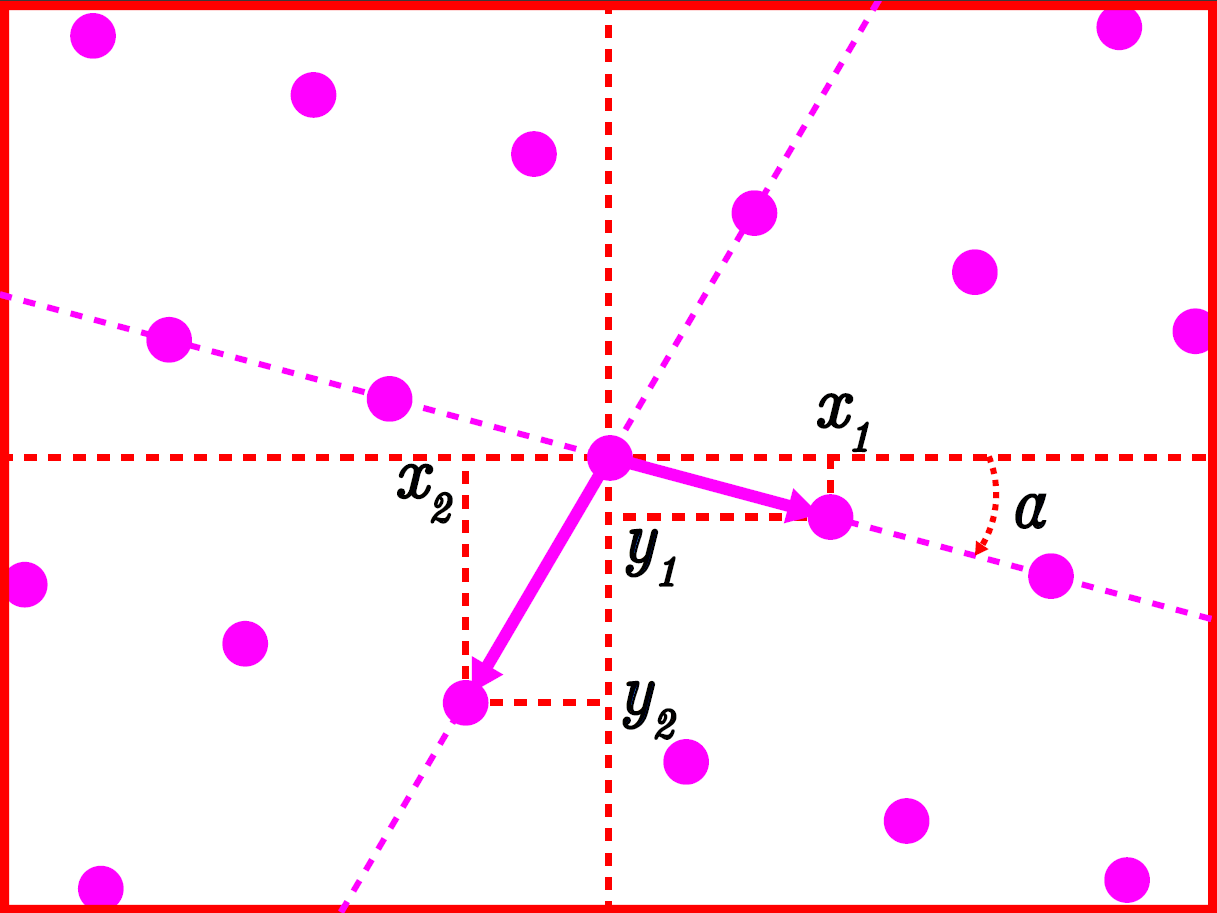 x₁
x₂
a
y₁
y₂